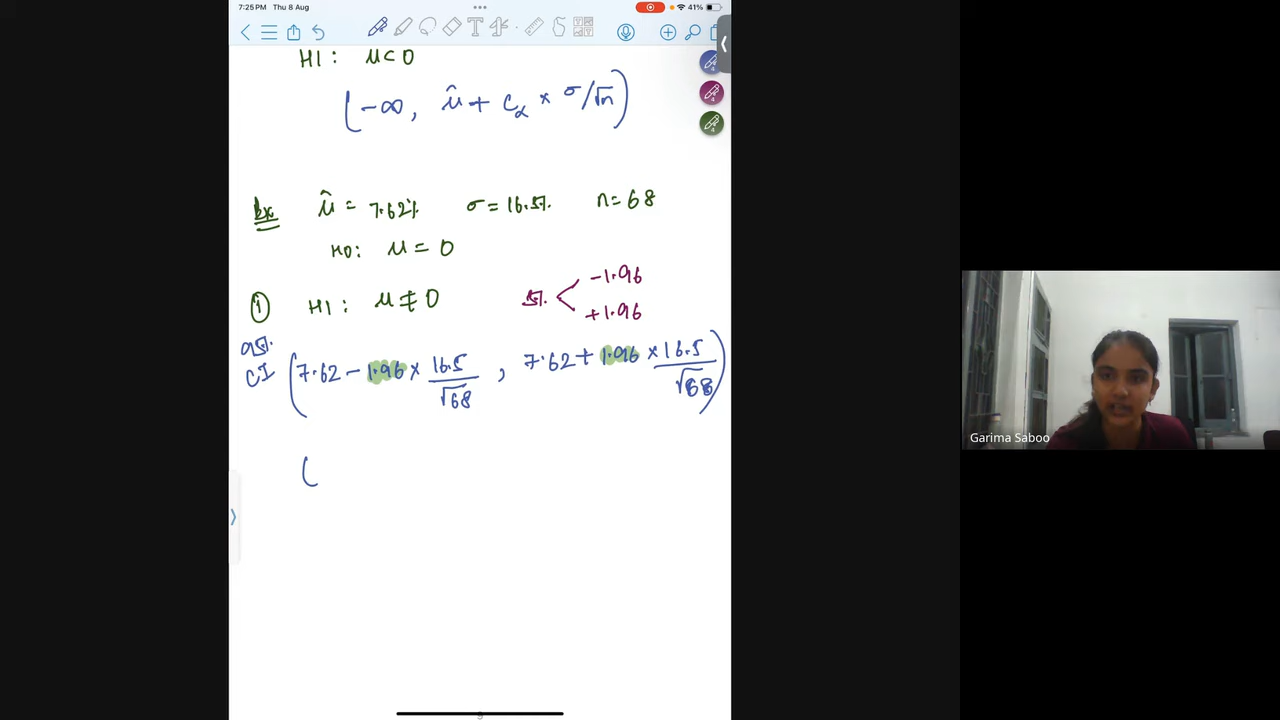 7:25 PM Thu 8 Aug
41%
H1: μ < 0
(-∞, μ̂ + Cα × σ/√n)
Ex μ̂ = 7.62% σ = 16.5% n = 68
H0: μ = 0
① H1: μ ≠ 0
5% < -1.96
+1.96
95%
CI (7.62 - 1.96 × 16.5/√68, 7.62 + 1.96 × 16.5/√68)
(
Garima Saboo
9